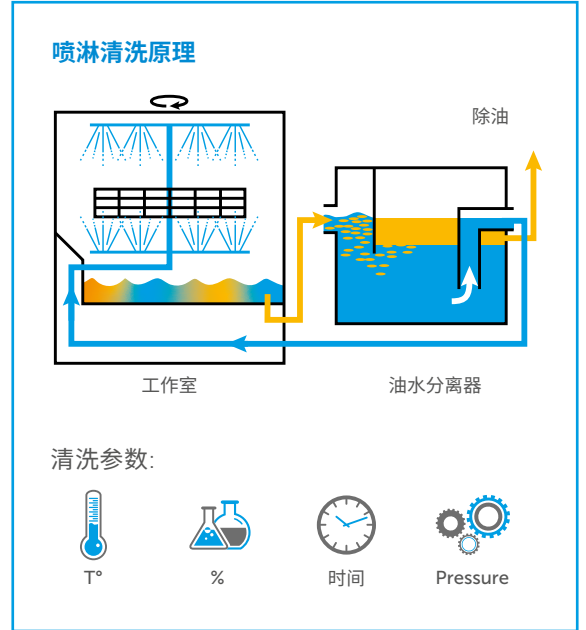 喷淋清洗原理
除油
工作室
油水分离器
清洗参数:
T°
%
时间
Pressure